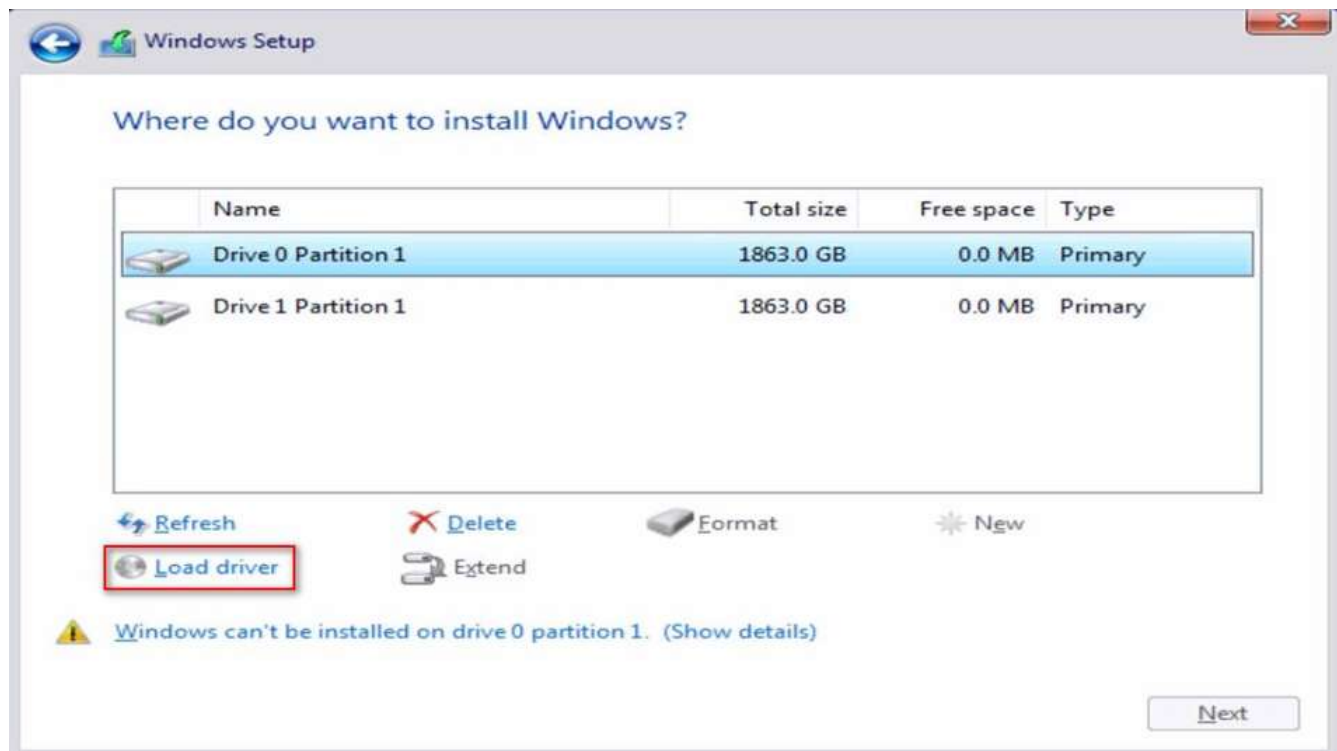 Windows Setup
Where do you want to install Windows?
Name Total size Free space Type
Drive 0 Partition 1 1863.0 GB 0.0 MB Primary
Drive 1 Partition 1 1863.0 GB 0.0 MB Primary
Refresh Delete Format New
Load driver Extend
Windows can't be installed on drive 0 partition 1. (Show details)
Next